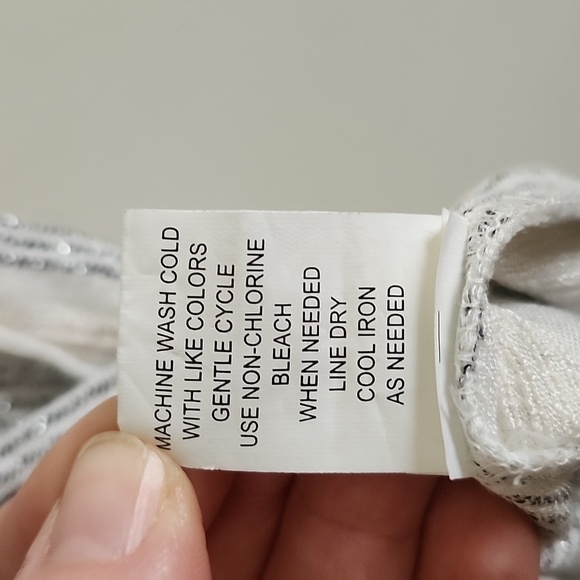 MACHINE WASH COLD
WITH LIKE COLORS
GENTLE CYCLE
USE NON-CHLORINE
BLEACH
WHEN NEEDED
LINE DRY
COOL IRON
AS NEEDED